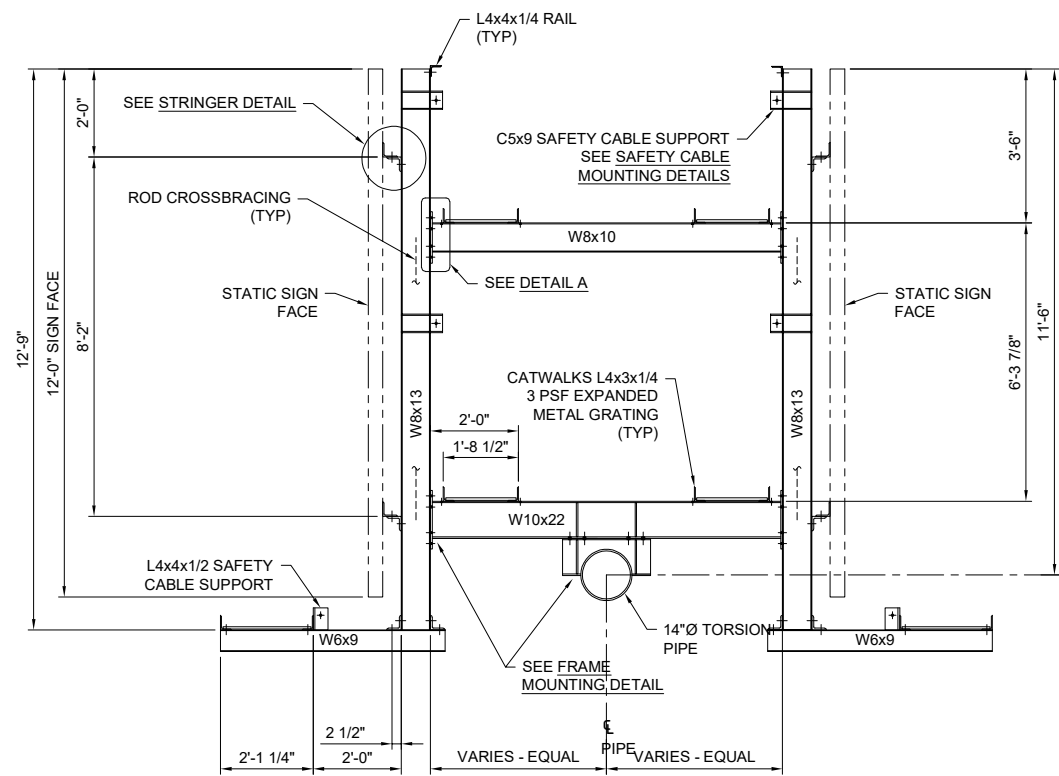 L4x4x1/4 RAIL
(TYP)
SEE STRINGER DETAIL
C5x9 SAFETY CABLE SUPPORT
SEE SAFETY CABLE
MOUNTING DETAILS
2'-0"
3'-6"
ROD CROSSBRACING
(TYP)
W8x10
SEE DETAIL A
STATIC SIGN
FACE
STATIC SIGN
FACE
12'-9"
12'-0" SIGN FACE
8'-2"
11'-6"
6'-3 7/8"
W8x13
W8x13
CATWALKS L4x3x1/4
3 PSF EXPANDED
METAL GRATING
(TYP)
2'-0"
1'-8 1/2"
W10x22
L4x4x1/2 SAFETY
CABLE SUPPORT
14"Ø TORSION
PIPE
W6x9
W6x9
SEE FRAME
MOUNTING DETAIL
2 1/2"
2'-1 1/4"
2'-0"
VARIES - EQUAL
℄
PIPE
VARIES - EQUAL